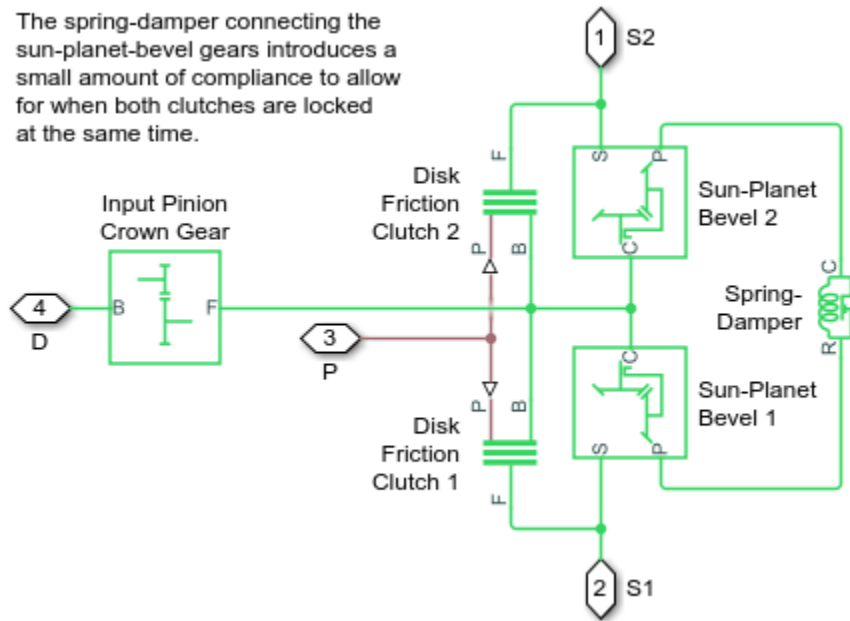 The spring-damper connecting the
sun-planet-bevel gears introduces a
small amount of compliance to allow
for when both clutches are locked
at the same time.
1
S2
F
S
P
Disk
Friction
Clutch 2
Sun-Planet
Bevel 2
Input Pinion
Crown Gear
P
B
C
C
4
B
F
Spring-
Damper
D
3
P
R
C
P
B
Sun-Planet
Bevel 1
Disk
Friction
Clutch 1
S
P
F
2
S1